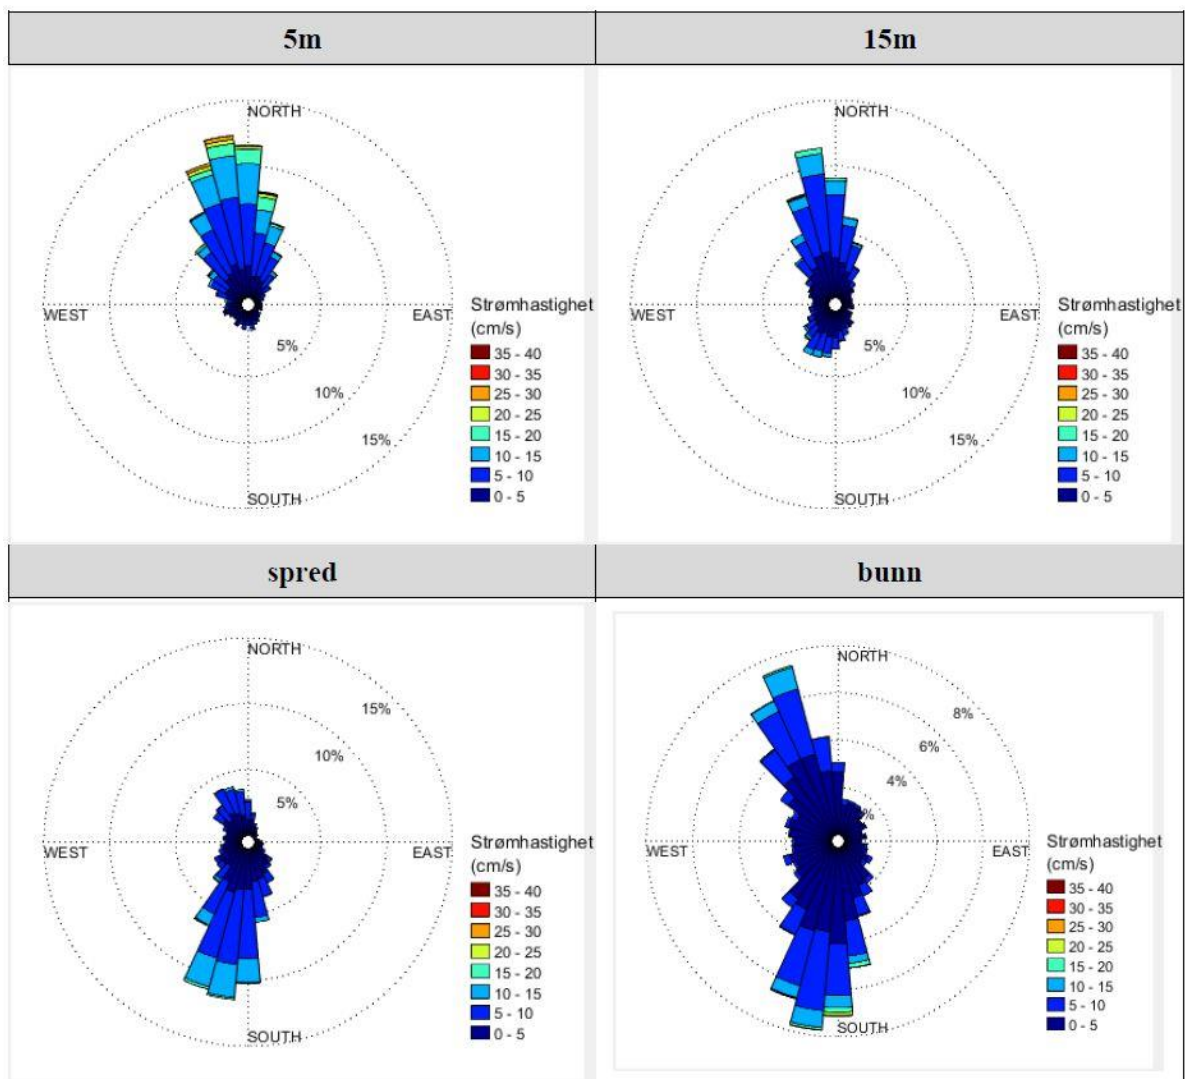 5m
15m
NORTH
WEST
EAST
SOUTH
5%
10%
15%
Strømhastighet
(cm/s)
35 - 40
30 - 35
25 - 30
20 - 25
15 - 20
10 - 15
5 - 10
0 - 5
NORTH
WEST
EAST
SOUTH
5%
10%
15%
Strømhastighet
(cm/s)
35 - 40
30 - 35
25 - 30
20 - 25
15 - 20
10 - 15
5 - 10
0 - 5
spred
bunn
NORTH
15%
10%
5%
WEST
EAST
SOUTH
Strømhastighet
(cm/s)
35 - 40
30 - 35
25 - 30
20 - 25
15 - 20
10 - 15
5 - 10
0 - 5
NORTH
8%
6%
4%
%
WEST
EAST
SOUTH
Strømhastighet
(cm/s)
35 - 40
30 - 35
25 - 30
20 - 25
15 - 20
10 - 15
5 - 10
0 - 5